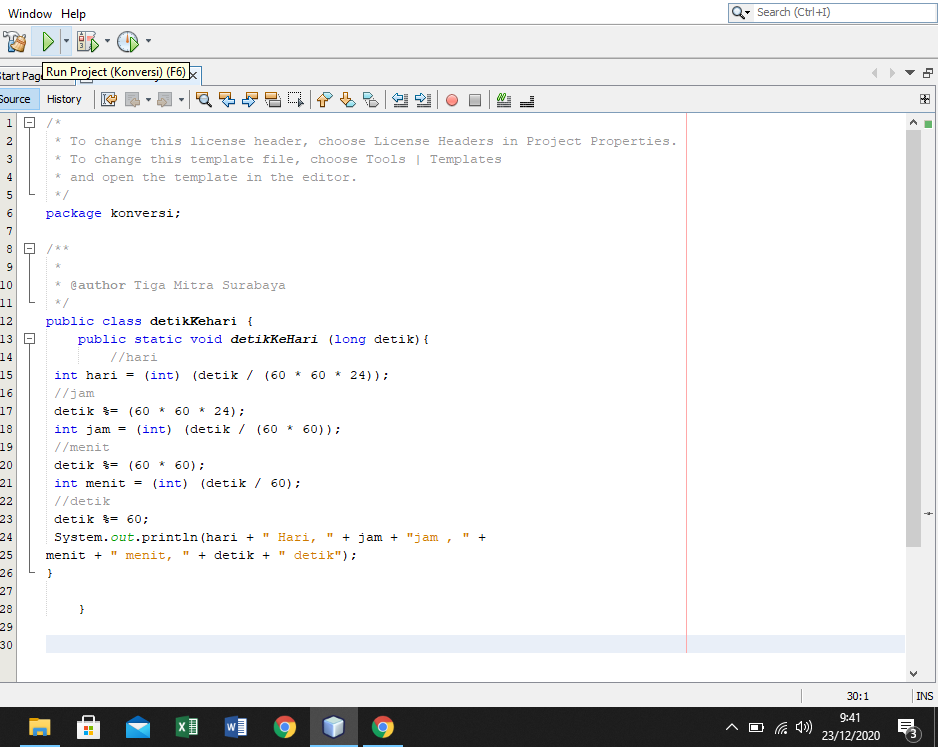 Window Help
Search (Ctrl+I)
Run Project (Konversi) (F6)
Start Pag
Source History
1 /*
2 * To change this license header, choose License Headers in Project Properties.
3 * To change this template file, choose Tools | Templates
4 * and open the template in the editor.
5 */
6 package konversi;
7
8 /**
9 *
10 * @author Tiga Mitra Surabaya
11 */
12 public class detikKehari {
13 public static void detikKeHari (long detik){
14 //hari
15 int hari = (int) (detik / (60 * 60 * 24));
16 //jam
17 detik %= (60 * 60 * 24);
18 int jam = (int) (detik / (60 * 60));
19 //menit
20 detik %= (60 * 60);
21 int menit = (int) (detik / 60);
22 //detik
23 detik %= 60;
24 System.out.println(hari + " Hari, " + jam + "jam , " +
25 menit + " menit, " + detik + " detik");
26 }
27
28 }
29
30
30:1 INS
9:41
23/12/2020
3